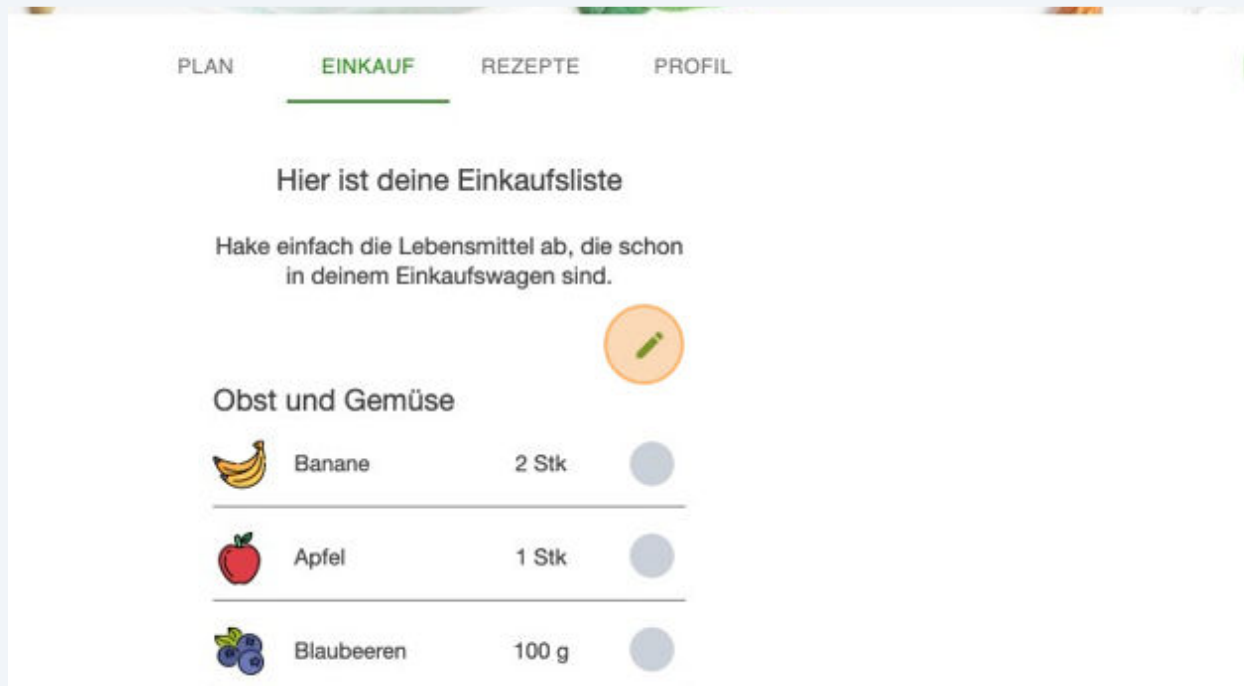 PLAN EINKAUF REZEPTE PROFIL
Hier ist deine Einkaufsliste
Hake einfach die Lebensmittel ab, die schon
in deinem Einkaufswagen sind.
Obst und Gemüse
Banane 2 Stk
Apfel 1 Stk
Blaubeeren 100 g